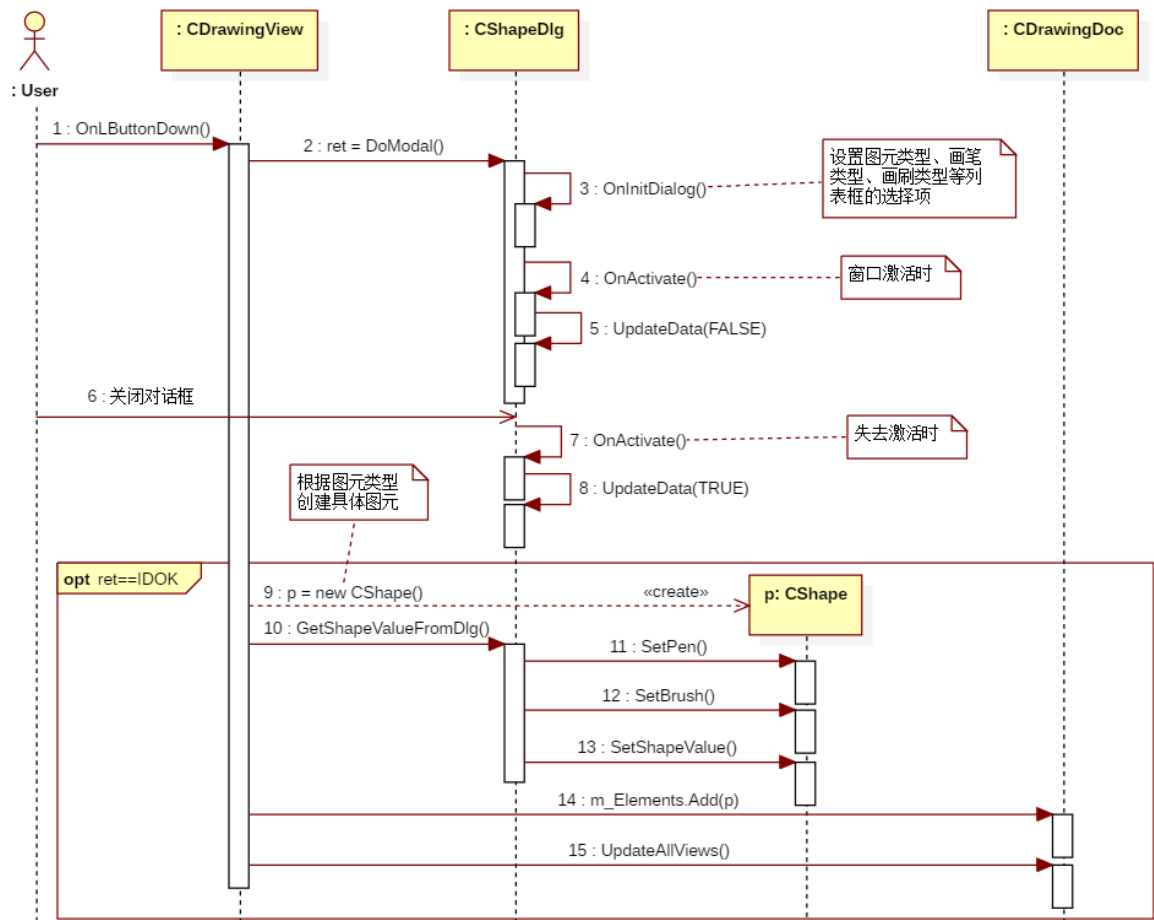 : CDrawingView
: CShapeDlg
: CDrawingDoc
: User
1 : OnLButtonDown()
2 : ret = DoModal()
设置图元类型、画笔
类型、画刷类型等列
表框的选择项
3 : OnInitDialog()
窗口激活时
4 : OnActivate()
5 : UpdateData(FALSE)
6 : 关闭对话框
失去激活时
7 : OnActivate()
根据图元类型
创建具体图元
8 : UpdateData(TRUE)
opt ret==IDOK
9 : p = new CShape()
«create»
p: CShape
10 : GetShapeValueFromDlg()
11 : SetPen()
12 : SetBrush()
13 : SetShapeValue()
14 : m_Elements.Add(p)
15 : UpdateAllViews()